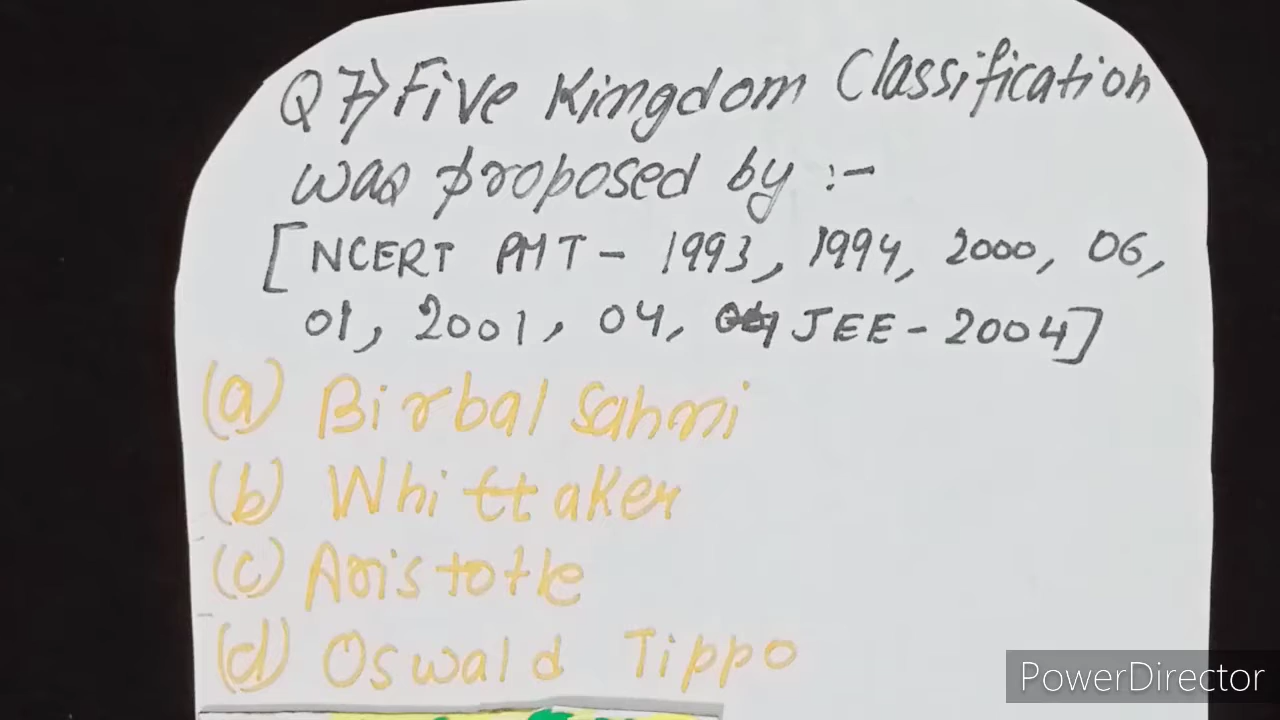 Q 7) Five Kingdom Classification
was proposed by :-
[NCERT PMT - 1993, 1994, 2000, 06,
01, 2001, 04, JEE - 2004]
(a) Birbal Sahni
(b) Whittaker
(c) Aristotle
(d) Oswald Tippo
PowerDirector